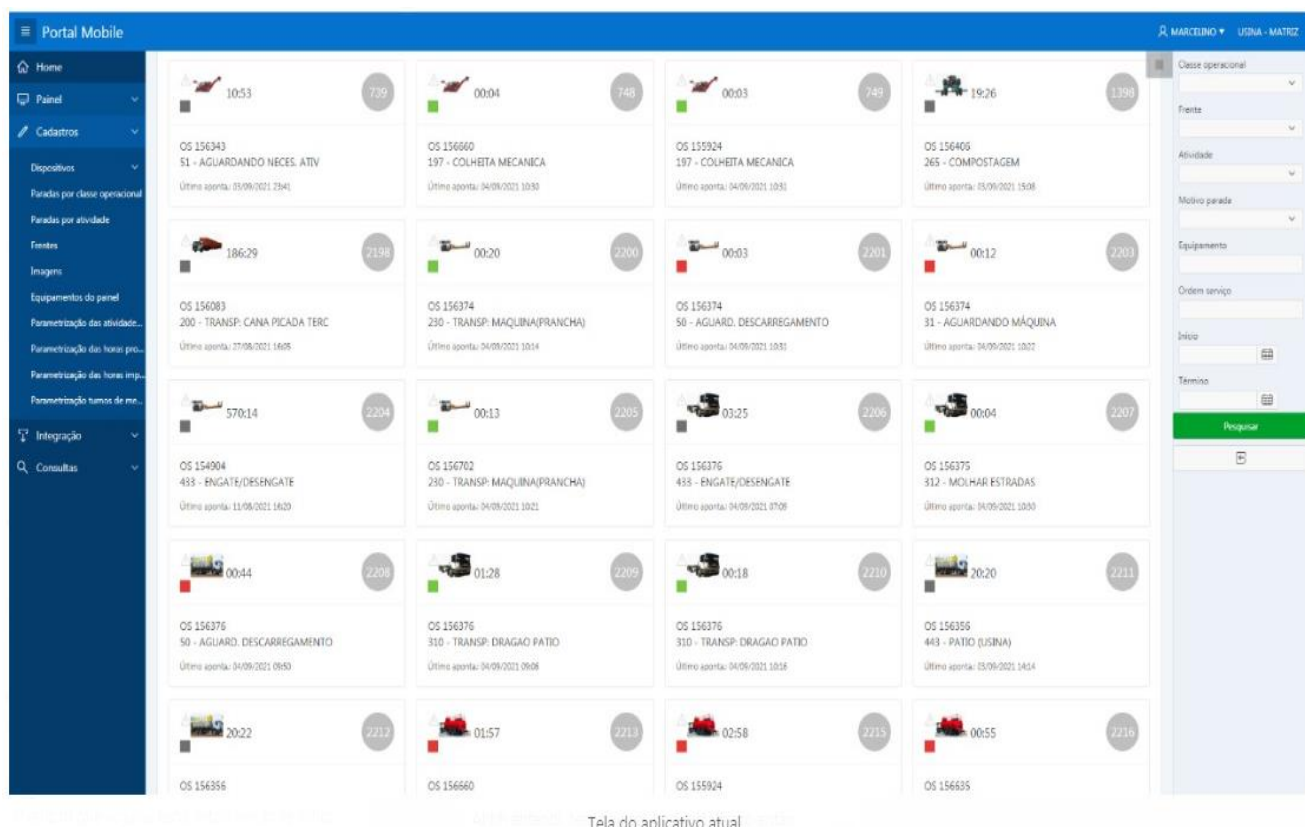 Portal Mobile
MARCELINO
USINA - MATRIZ
Home
Painel
Cadastros
Dispositivos
Paradas por classe operacional
Paradas por atividade
Frentes
Imagens
Equipamentos do painel
Parametrização das atividade...
Parametrização das horas pro...
Parametrização das horas imp...
Parametrização turnos de me...
Integração
Consultas
10:53 739
OS 156343
51 - AGUARDANDO NECES. ATIV
Último aponta.: 03/09/2021 23:41
00:04 748
OS 156660
197 - COLHEITA MECANICA
Último aponta.: 04/09/2021 10:30
00:03 749
OS 155924
197 - COLHEITA MECANICA
Último aponta.: 04/09/2021 10:31
19:26 1398
OS 156406
265 - COMPOSTAGEM
Último aponta.: 03/09/2021 15:08
186:29 2198
OS 156083
200 - TRANSP: CANA PICADA TERC
Último aponta.: 27/08/2021 16:05
00:20 2200
OS 156374
230 - TRANSP: MAQUINA(PRANCHA)
Último aponta.: 04/09/2021 10:14
00:03 2201
OS 156374
50 - AGUARD. DESCARREGAMENTO
Último aponta.: 04/09/2021 10:31
00:12 2203
OS 156374
31 - AGUARDANDO MÁQUINA
Último aponta.: 04/09/2021 10:22
570:14 2204
OS 154904
433 - ENGATE/DESENGATE
Último aponta.: 11/08/2021 16:20
00:13 2205
OS 156702
230 - TRANSP: MAQUINA(PRANCHA)
Último aponta.: 04/09/2021 10:21
03:25 2206
OS 156376
433 - ENGATE/DESENGATE
Último aponta.: 04/09/2021 07:09
00:04 2207
OS 156375
312 - MOLHAR ESTRADAS
Último aponta.: 04/09/2021 10:30
00:44 2208
OS 156376
50 - AGUARD. DESCARREGAMENTO
Último aponta.: 04/09/2021 09:50
01:28 2209
OS 156376
310 - TRANSP: DRAGAO PATIO
Último aponta.: 04/09/2021 09:06
00:18 2210
OS 156376
310 - TRANSP: DRAGAO PATIO
Último aponta.: 04/09/2021 10:16
20:20 2211
OS 156356
443 - PATIO (USINA)
Último aponta.: 03/09/2021 14:14
20:22 2212
OS 156356
01:57 2213
OS 156660
02:58 2215
OS 155924
00:55 2216
OS 156635
Classe operacional
Frente
Atividade
Motivo parada
Equipamento
Ordem serviço
Início
Término
Pesquisar
Tela do aplicativo atual